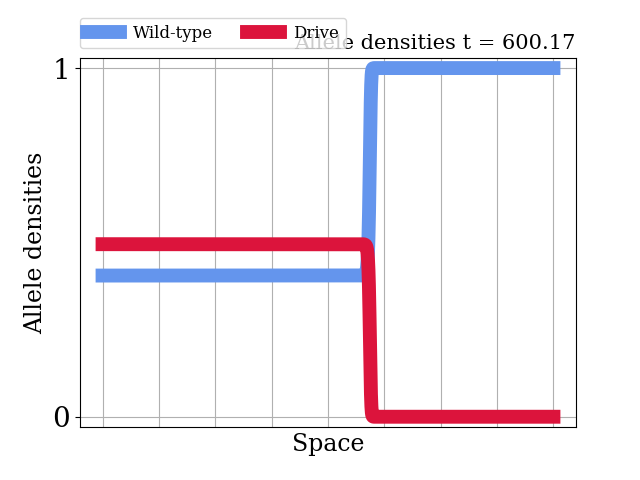 Wild-type Drive
Allele densities t = 600.17
1
Allele densities
0
Space